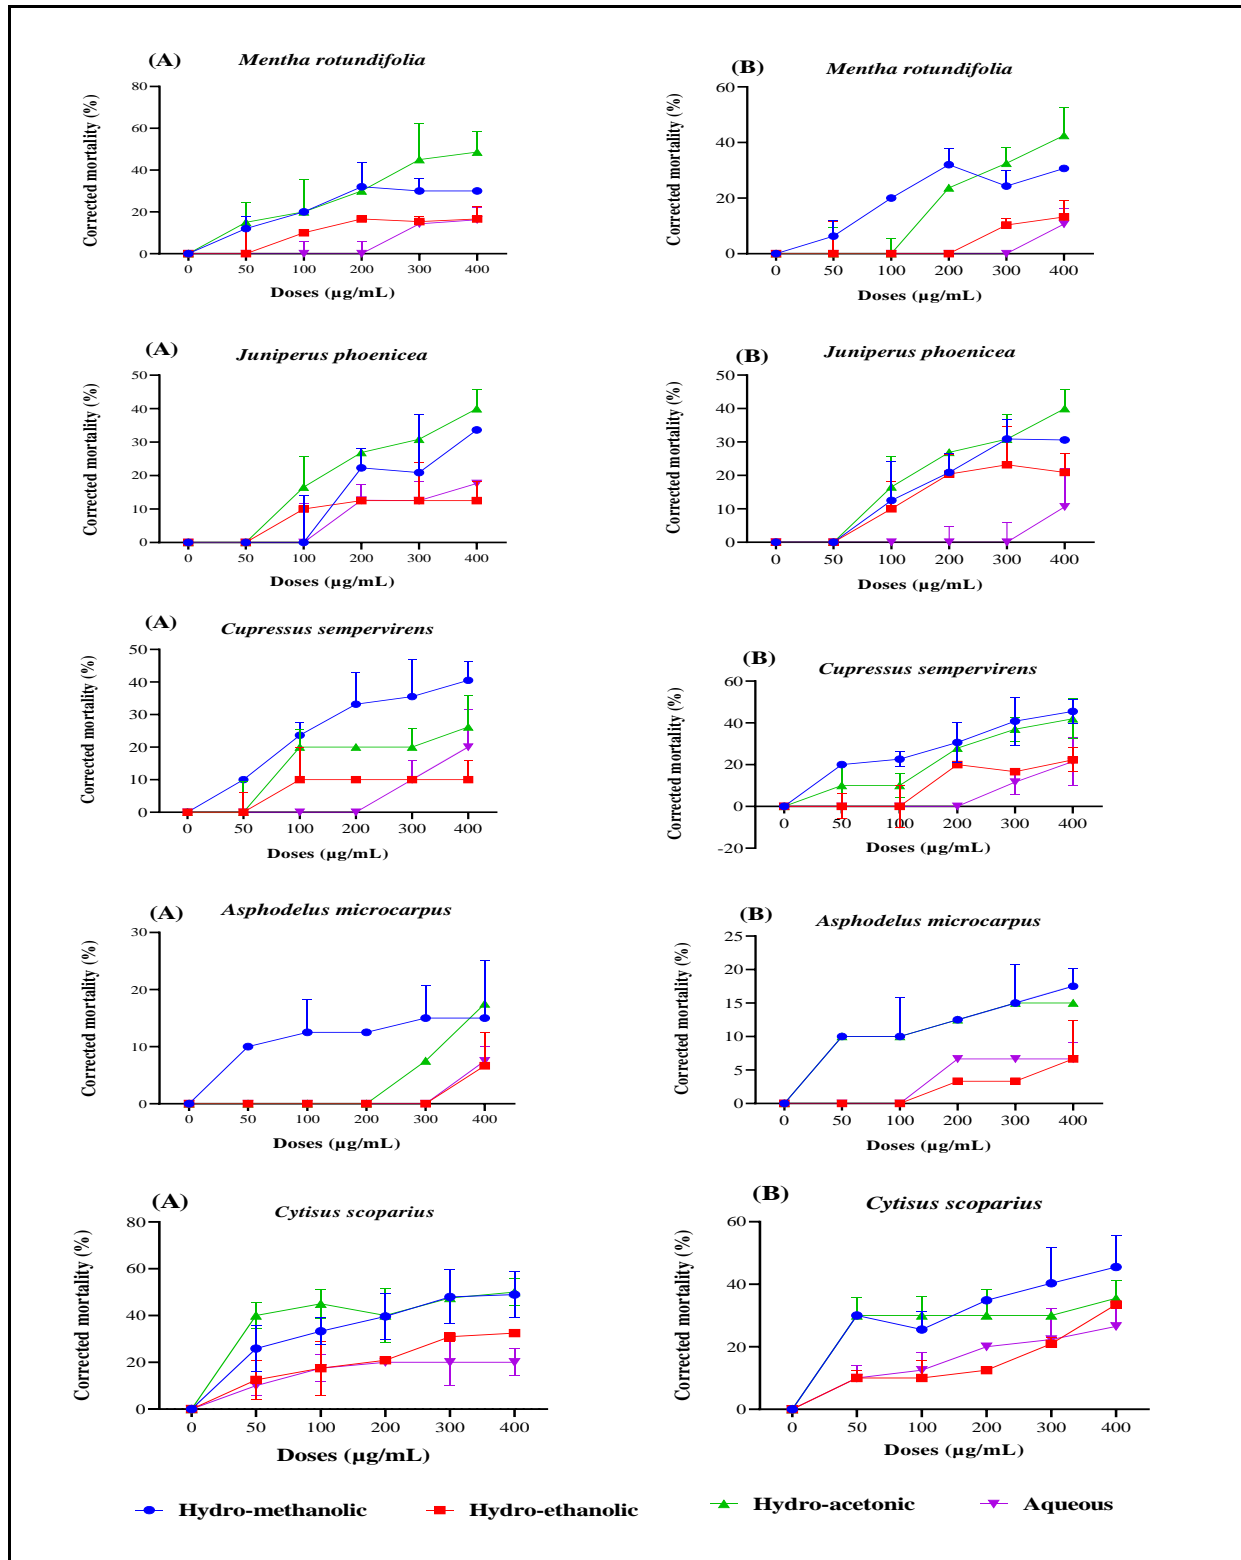 (A) Mentha rotundifolia
Corrected mortality (%)
80
60
40
20
0
0 50 100 200 300 400
Doses (µg/mL)
(B) Mentha rotundifolia
Corrected mortality (%)
60
40
20
0
0 50 100 200 300 400
Doses (µg/mL)
(A) Juniperus phoenicea
Corrected mortality (%)
50
40
30
20
10
0
0 50 100 200 300 400
Doses (µg/mL)
(B) Juniperus phoenicea
Corrected mortality (%)
50
40
30
20
10
0
0 50 100 200 300 400
Doses (µg/mL)
(A) Cupressus sempervirens
Corrected mortality (%)
50
40
30
20
10
0
0 50 100 200 300 400
Doses (µg/mL)
(B) Cupressus sempervirens
Corrected mortality (%)
60
40
20
0
-20
0 50 100 200 300 400
Doses (µg/mL)
(A) Asphodelus microcarpus
Corrected mortality (%)
30
20
10
0
0 50 100 200 300 400
Doses (µg/mL)
(B) Asphodelus microcarpus
Corrected mortality (%)
25
20
15
10
5
0
0 50 100 200 300 400
Doses (µg/mL)
(A) Cytisus scoparius
Corrected mortality (%)
80
60
40
20
0
0 50 100 200 300 400
Doses (µg/mL)
(B) Cytisus scoparius
Corrected mortality (%)
60
40
20
0
0 50 100 200 300 400
Doses (µg/mL)
Hydro-methanolic Hydro-ethanolic Hydro-acetonic Aqueous